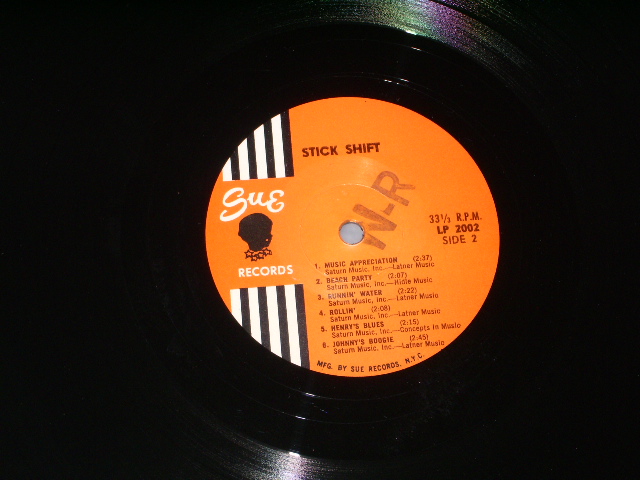 STICK SHIFT
Sue
RECORDS
W-R
33⅓ R.P.M.
LP 2002
SIDE 2
1. MUSIC APPRECIATION (2:37)
Saturn Music, Inc.—Latner Music
2. BEACH PARTY (2:07)
Saturn Music, Inc.—Hidle Music
3. RUNNIN' WATER (2:22)
Saturn Music, Inc.—Latner Music
4. ROLLIN' (2:08)
Saturn Music, Inc.—Latner Music
5. HENRY'S BLUES (2:15)
Saturn Music, Inc.—Concepts In Music
6. JOHNNY'S BOOGIE (2:45)
Saturn Music, Inc.—Latner Music
MFG. BY SUE RECORDS, N.Y.C.